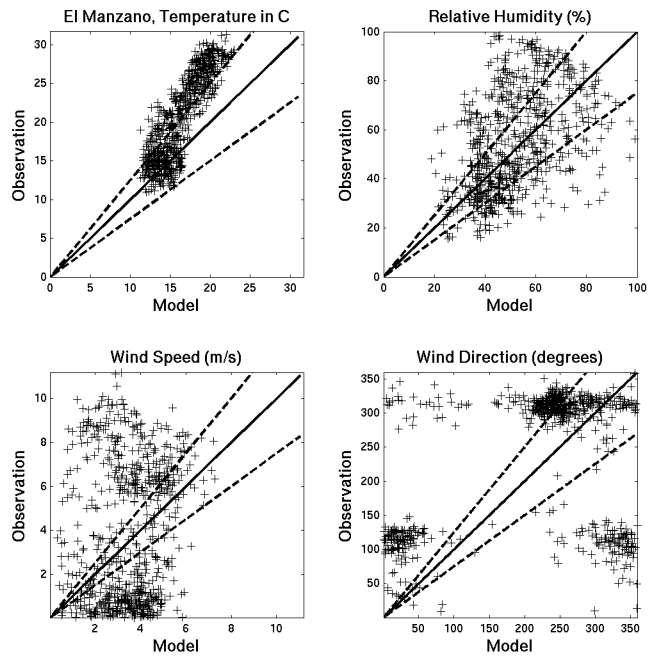 El Manzano, Temperature in C
Relative Humidity (%)
30
25
20
15
10
5
0
Observation
0 5 10 15 20 25 30
Model
100
80
60
40
20
0
Observation
0 20 40 60 80 100
Model
Wind Speed (m/s)
Wind Direction (degrees)
10
8
6
4
2
Observation
2 4 6 8 10
Model
350
300
250
200
150
100
50
Observation
50 100 150 200 250 300 350
Model